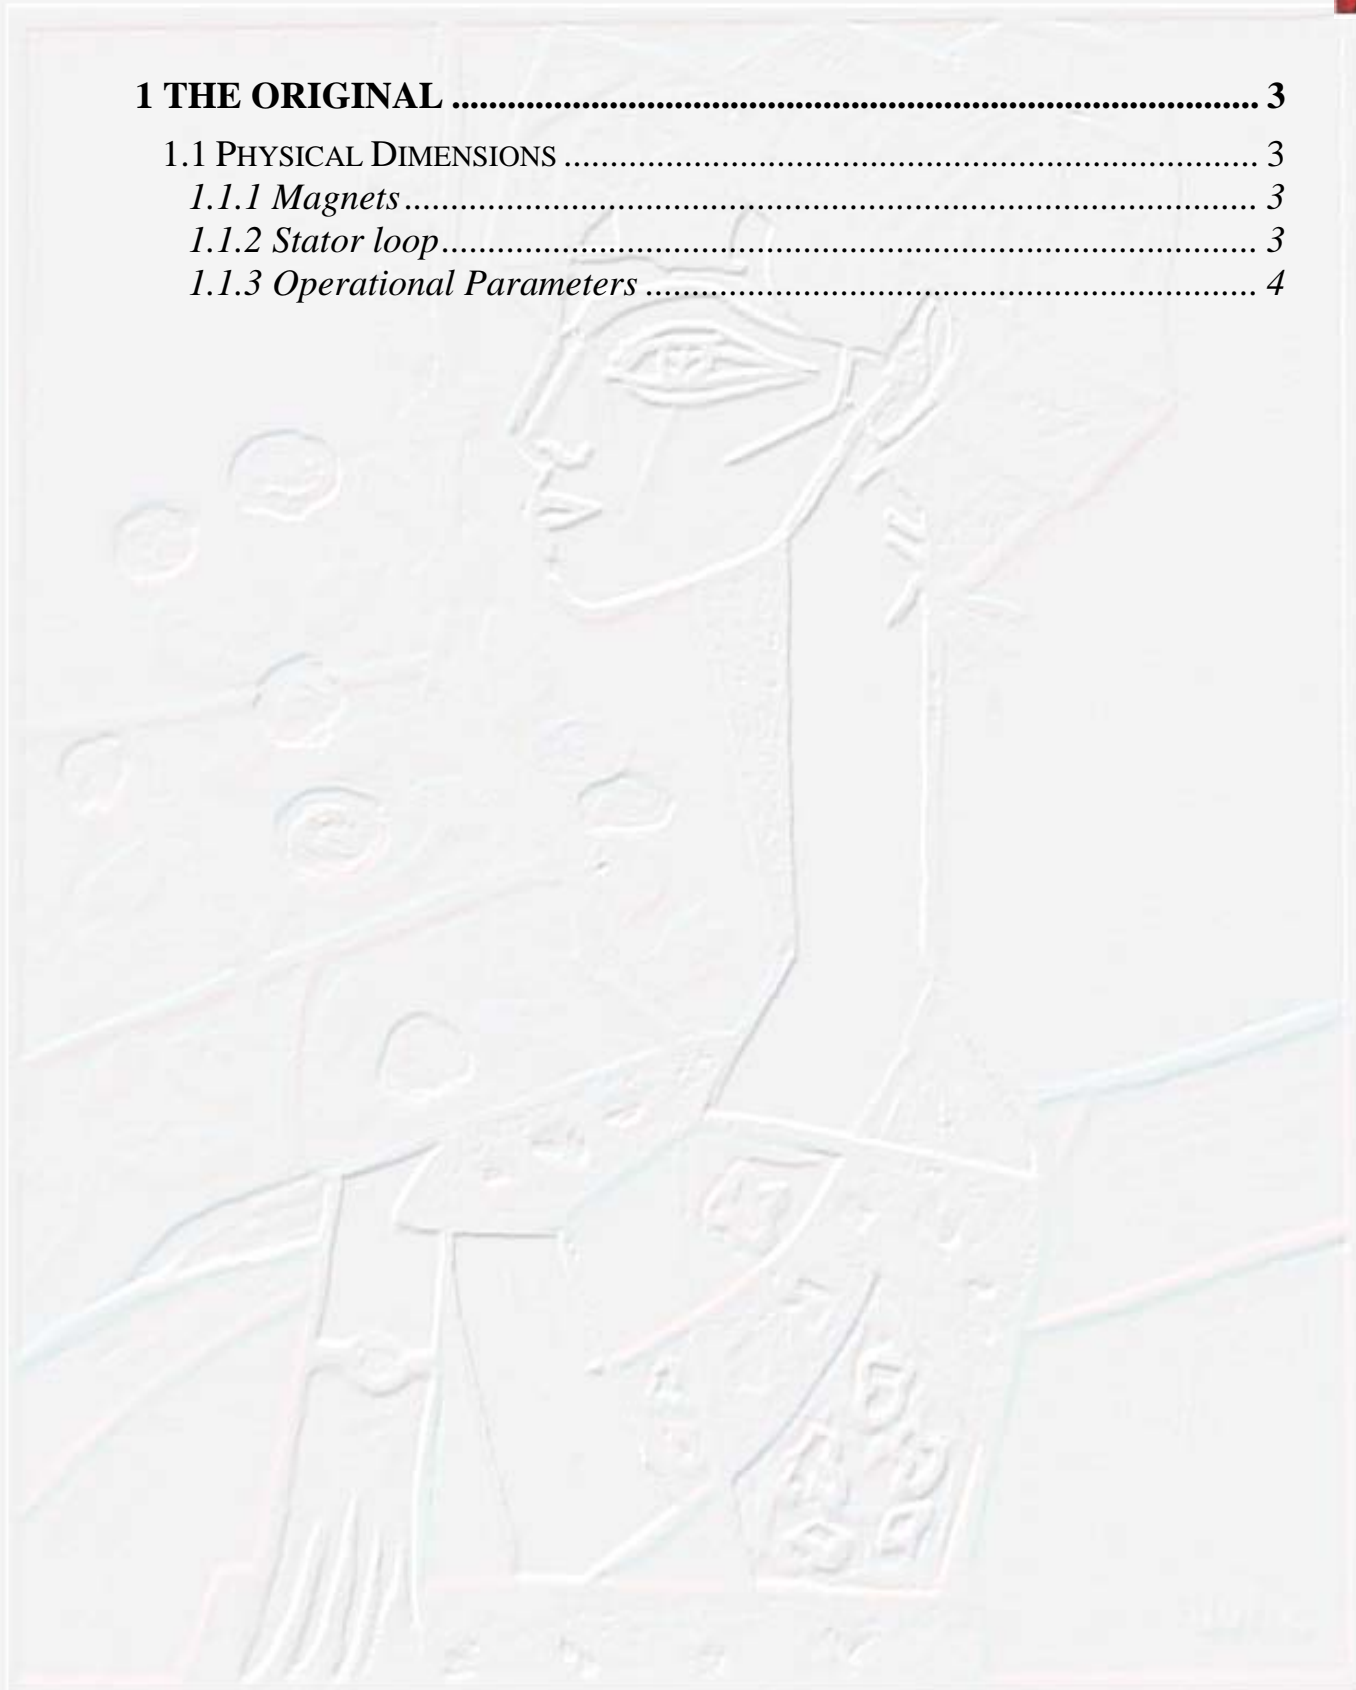 1 THE ORIGINAL ........................................................................................ 3
1.1 PHYSICAL DIMENSIONS ........................................................................... 3
1.1.1 Magnets ............................................................................................ 3
1.1.2 Stator loop ........................................................................................ 3
1.1.3 Operational Parameters .................................................................. 4